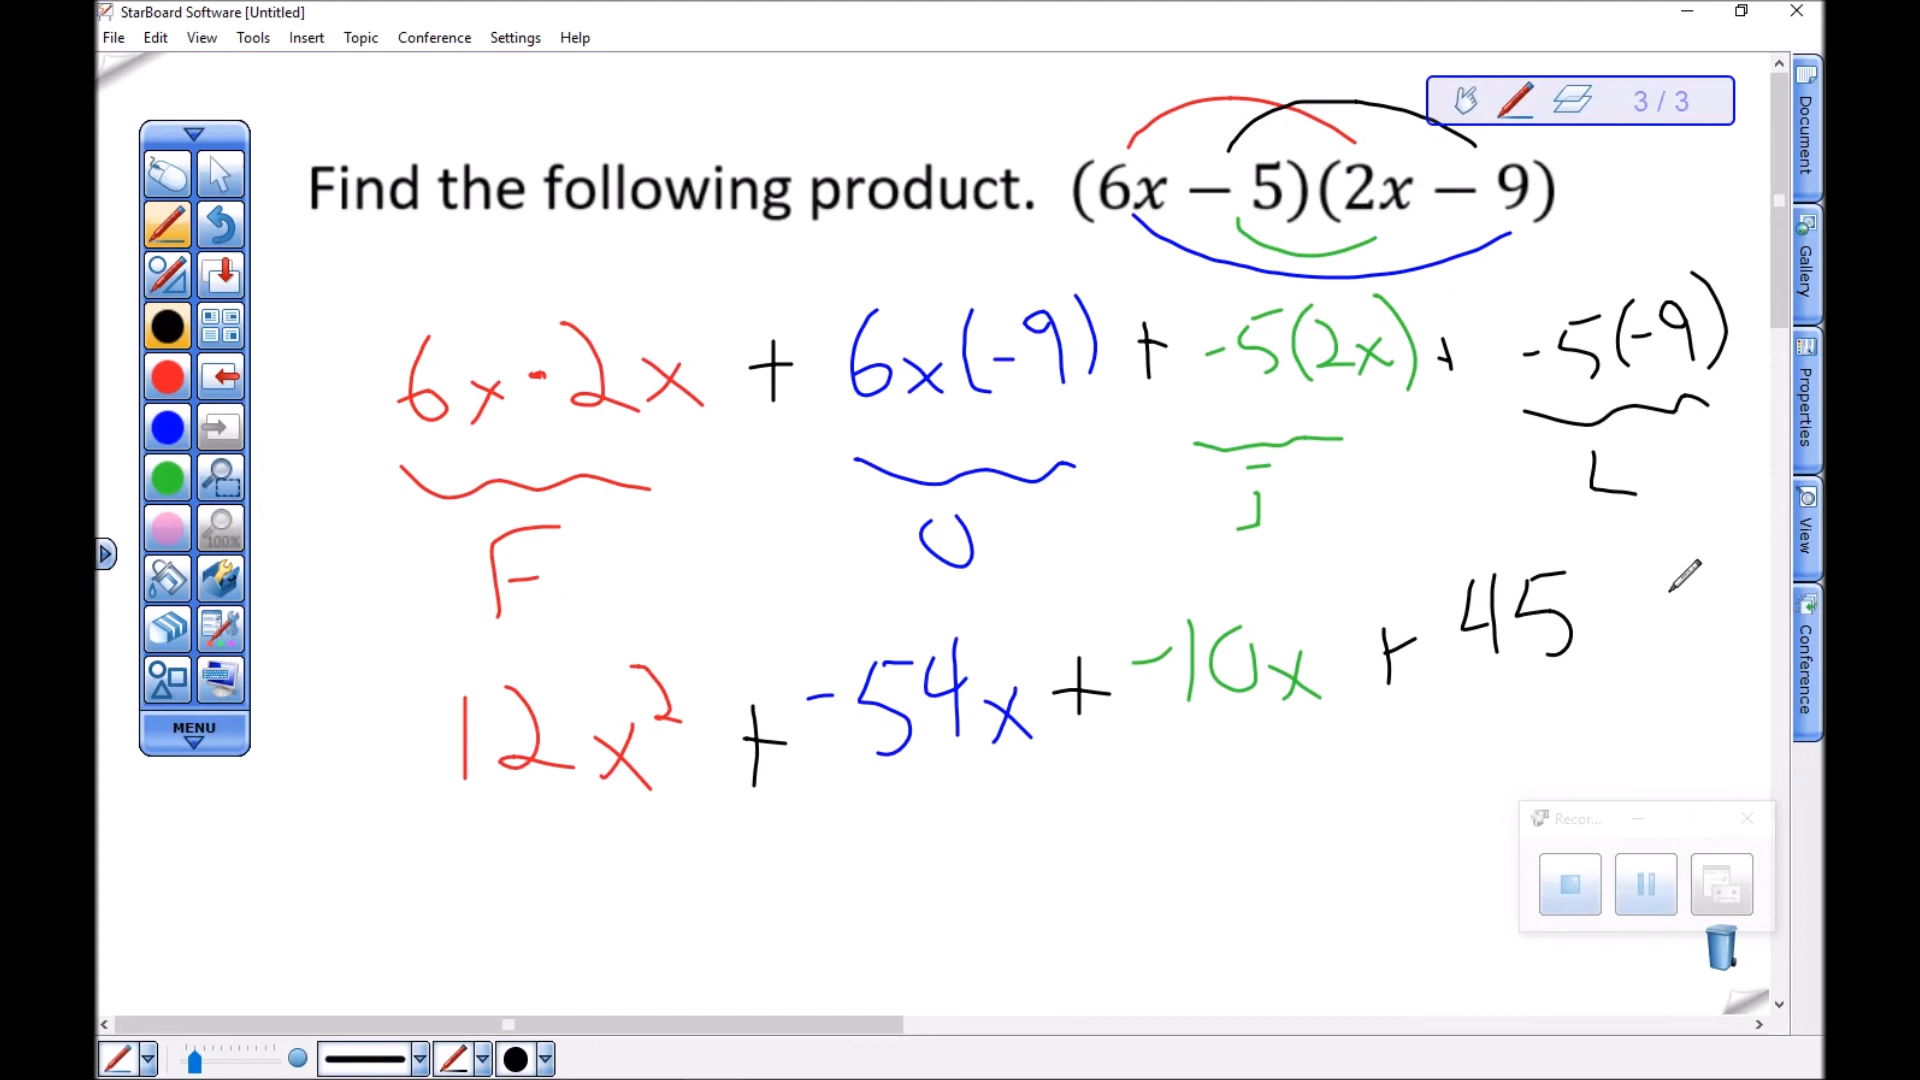 StarBoard Software [Untitled]
File Edit View Tools Insert Topic Conference Settings Help
3 / 3
Find the following product. (6x − 5)(2x − 9)
6x · 2x + 6x(-9) + -5(2x) + -5(-9)
F O I L
12x² + -54x + -10x + 45
100%
MENU
Document
Gallery
Properties
View
Conference
Recor...